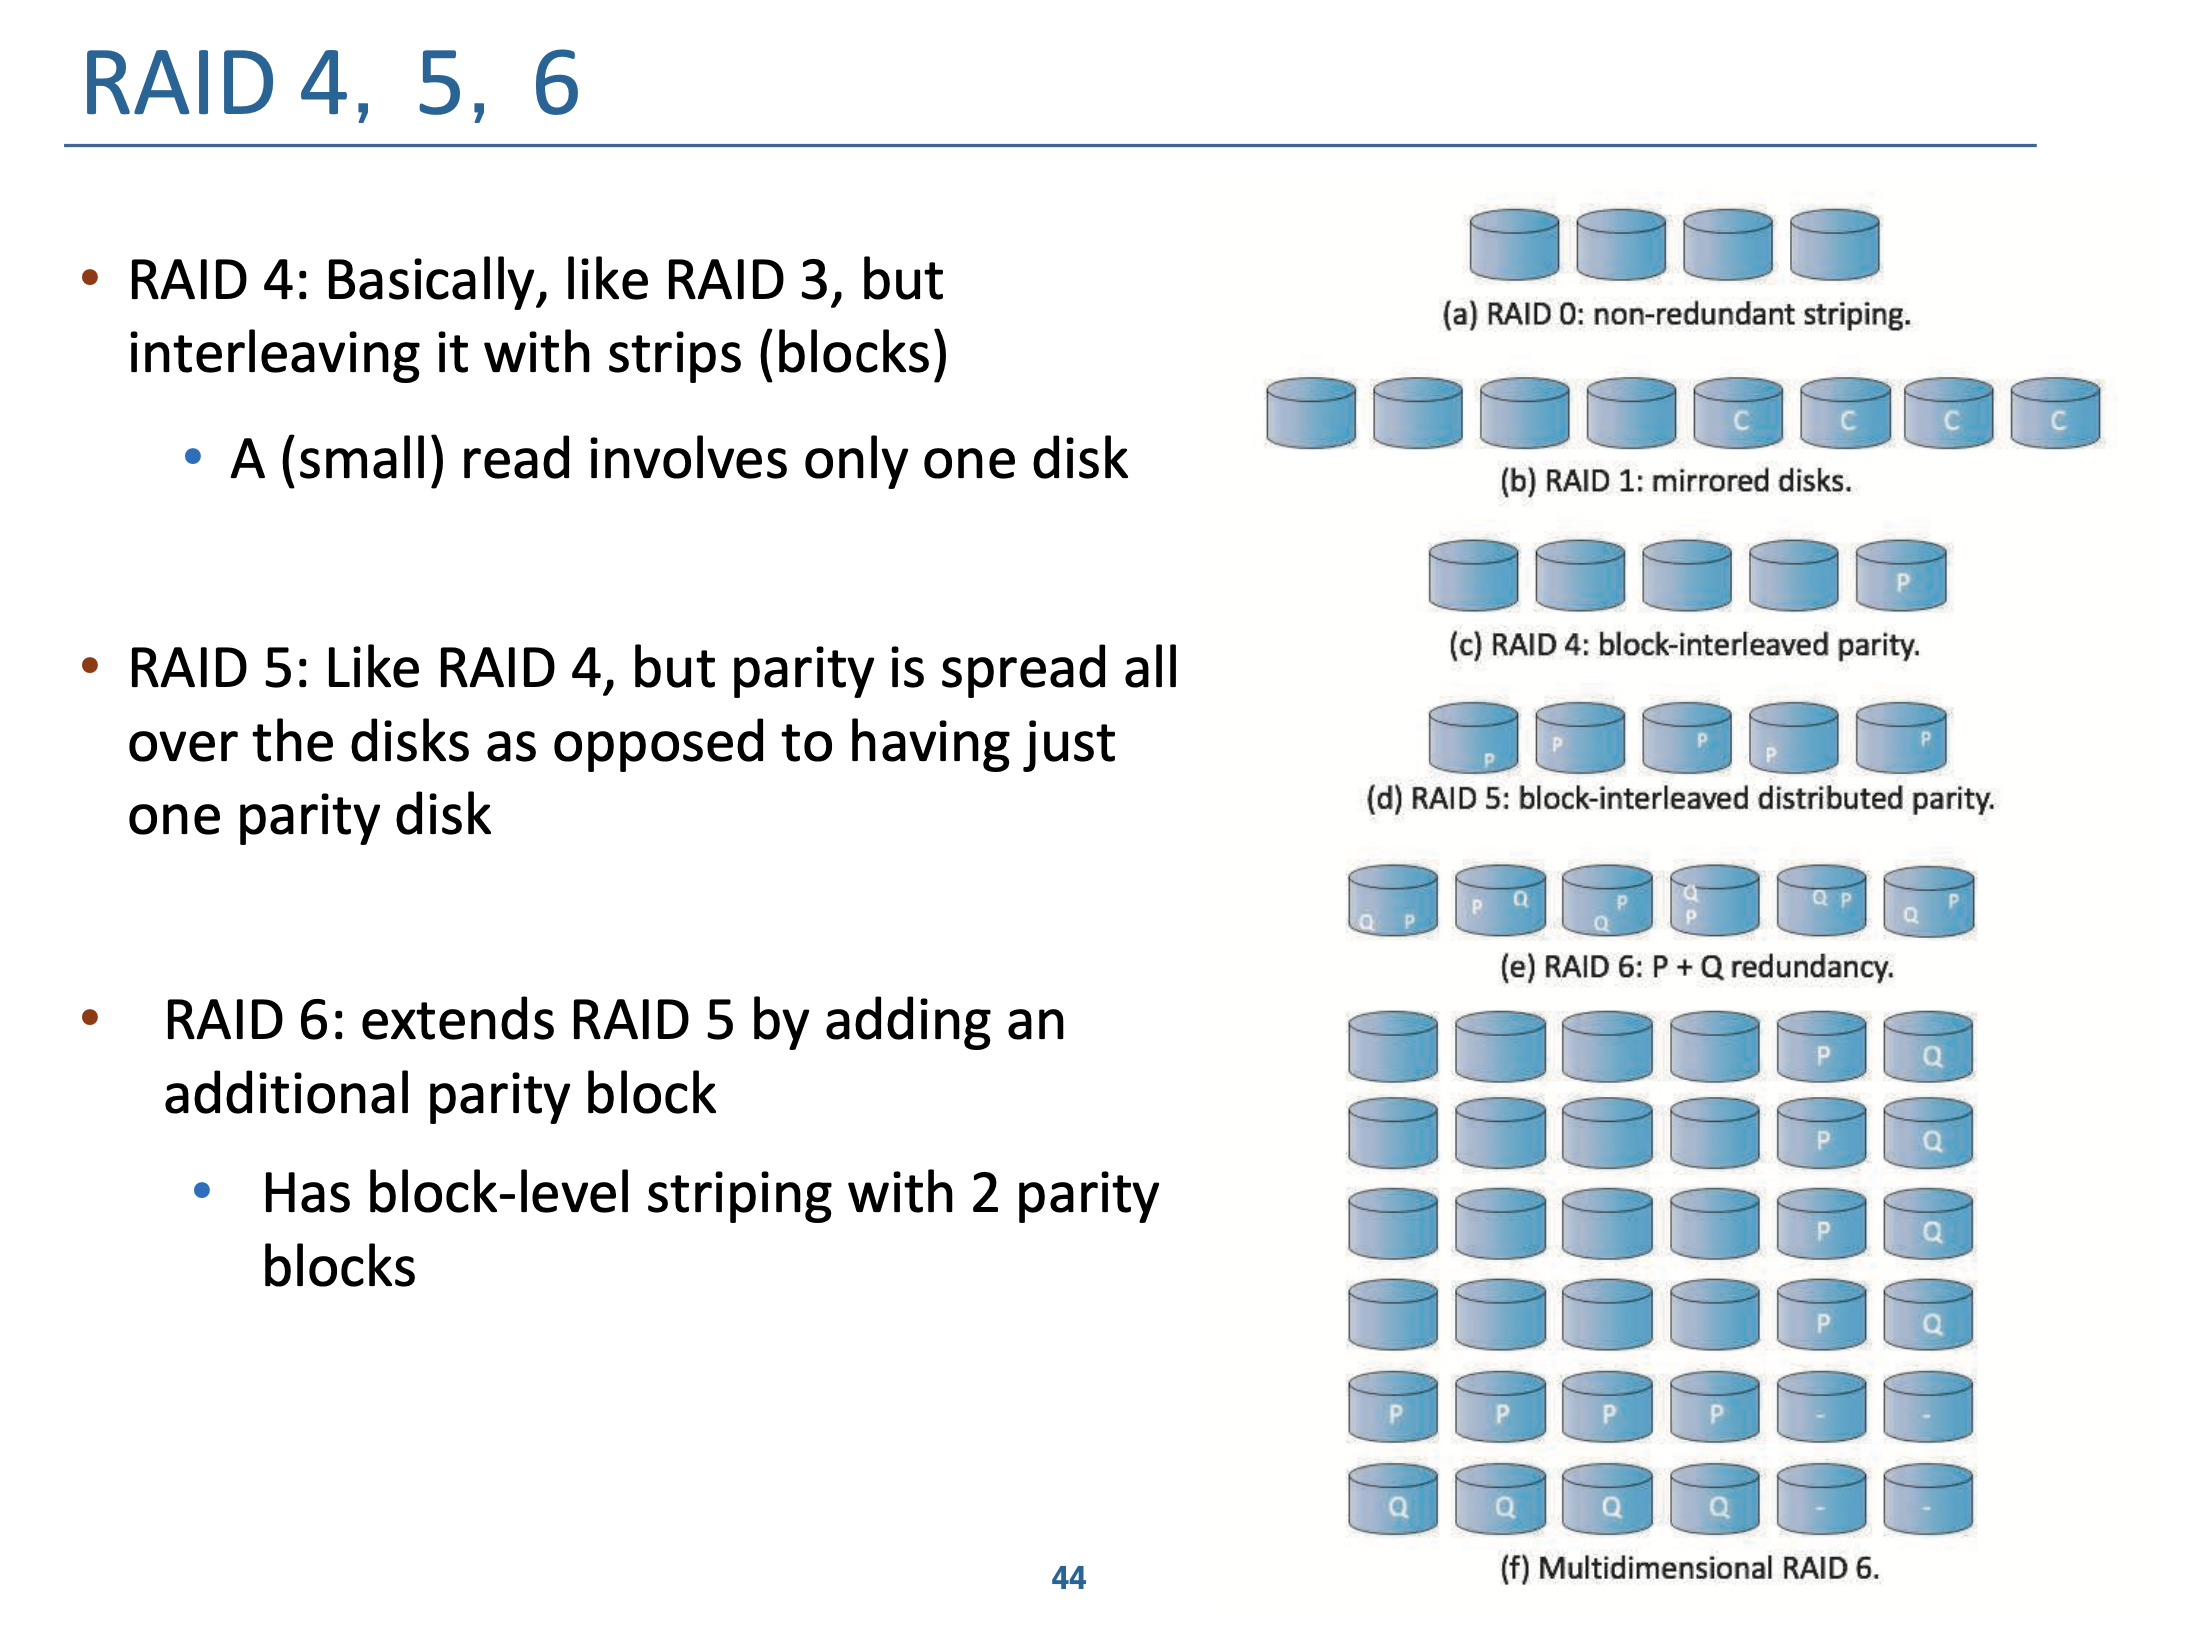 RAID 4, 5, 6
• RAID 4: Basically, like RAID 3, but
interleaving it with strips (blocks)
• A (small) read involves only one disk
• RAID 5: Like RAID 4, but parity is spread all
over the disks as opposed to having just
one parity disk
• RAID 6: extends RAID 5 by adding an
additional parity block
• Has block-level striping with 2 parity
blocks
(a) RAID 0: non-redundant striping.
C C C C
(b) RAID 1: mirrored disks.
P
(c) RAID 4: block-interleaved parity.
P P P P P
(d) RAID 5: block-interleaved distributed parity.
Q P P Q P Q Q P Q P Q P
(e) RAID 6: P + Q redundancy.
P Q
P Q
P Q
P Q
P P P P - -
Q Q Q Q - -
(f) Multidimensional RAID 6.
44